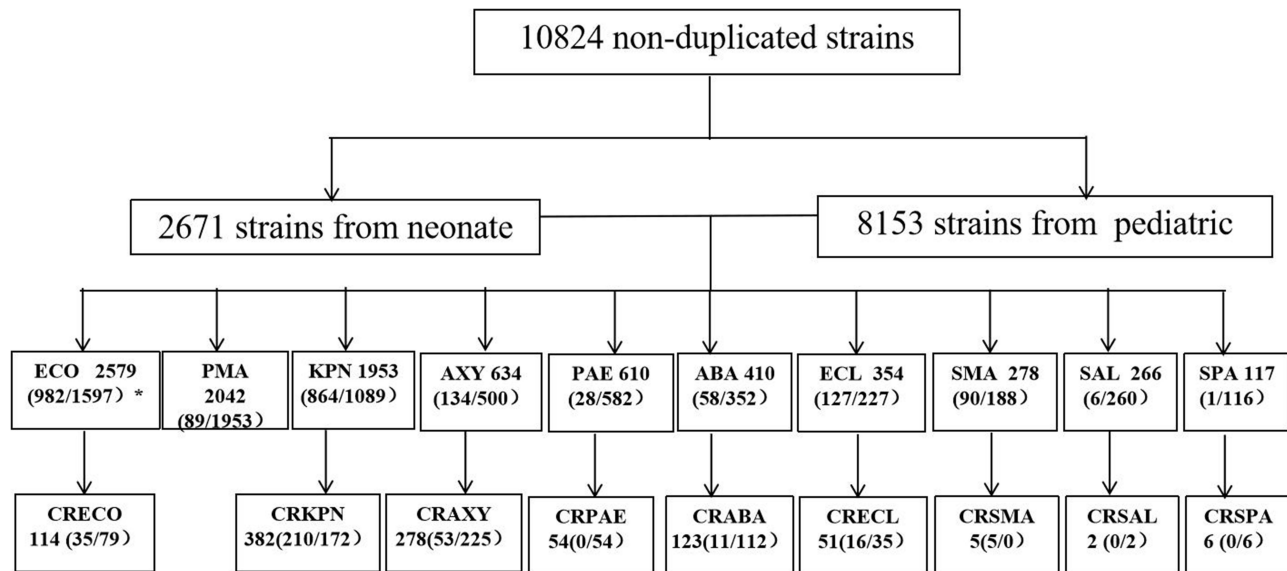 10824 non-duplicated strains
2671 strains from neonate
8153 strains from pediatric
ECO 2579
(982/1597）*
PMA
2042
(89/1953）
KPN 1953
(864/1089）
AXY 634
(134/500）
PAE 610
(28/582）
ABA 410
(58/352）
ECL 354
(127/227）
SMA 278
(90/188）
SAL 266
(6/260）
SPA 117
(1/116）
CRECO
114 (35/79）
CRKPN
382(210/172）
CRAXY
278(53/225）
CRPAE
54(0/54）
CRABA
123(11/112）
CRECL
51(16/35）
CRSMA
5(5/0）
CRSAL
2 (0/2）
CRSPA
6 (0/6）